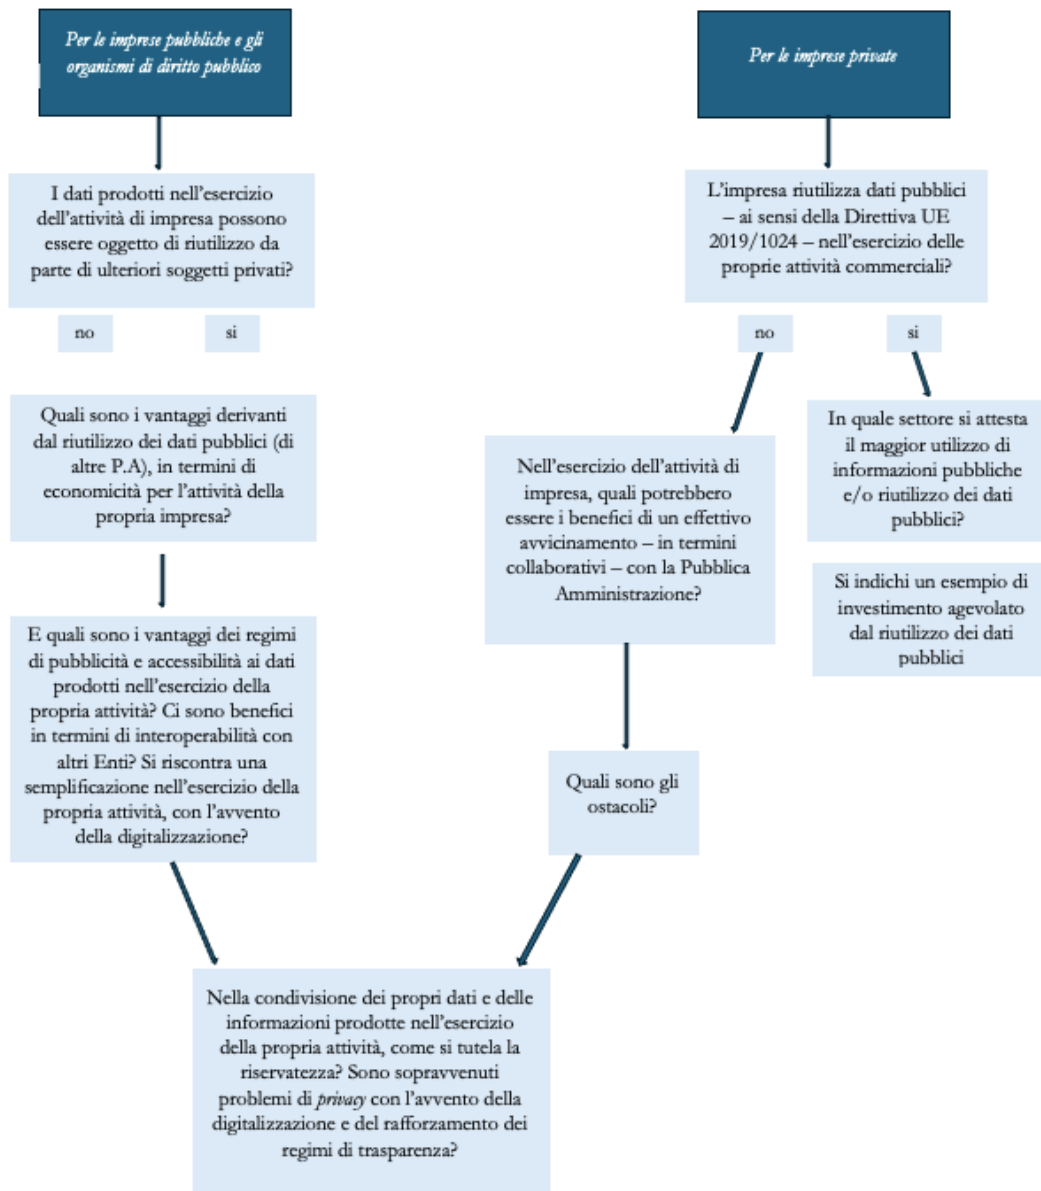 Per le imprese pubbliche e gli
organismi di diritto pubblico
I dati prodotti nell'esercizio
dell'attività di impresa possono
essere oggetto di riutilizzo da
parte di ulteriori soggetti privati?
no
si
Quali sono i vantaggi derivanti
dal riutilizzo dei dati pubblici (di
altre P.A), in termini di
economicità per l'attività della
propria impresa?
E quali sono i vantaggi dei regimi
di pubblicità e accessibilità ai dati
prodotti nell'esercizio della
propria attività? Ci sono benefici
in termini di interoperabilità con
altri Enti? Si riscontra una
semplificazione nell'esercizio della
propria attività, con l'avvento
della digitalizzazione?
Per le imprese private
L'impresa riutilizza dati pubblici
– ai sensi della Direttiva UE
2019/1024 – nell'esercizio delle
proprie attività commerciali?
no
si
Nell'esercizio dell'attività di
impresa, quali potrebbero
essere i benefici di un effettivo
avvicinamento – in termini
collaborativi – con la Pubblica
Amministrazione?
In quale settore si attesta
il maggior utilizzo di
informazioni pubbliche
e/o riutilizzo dei dati
pubblici?
Si indichi un esempio di
investimento agevolato
dal riutilizzo dei dati
pubblici
Quali sono gli
ostacoli?
Nella condivisione dei propri dati e delle
informazioni prodotte nell'esercizio
della propria attività, come si tutela la
riservatezza? Sono sopravvenuti
problemi di privacy con l'avvento della
digitalizzazione e del rafforzamento dei
regimi di trasparenza?